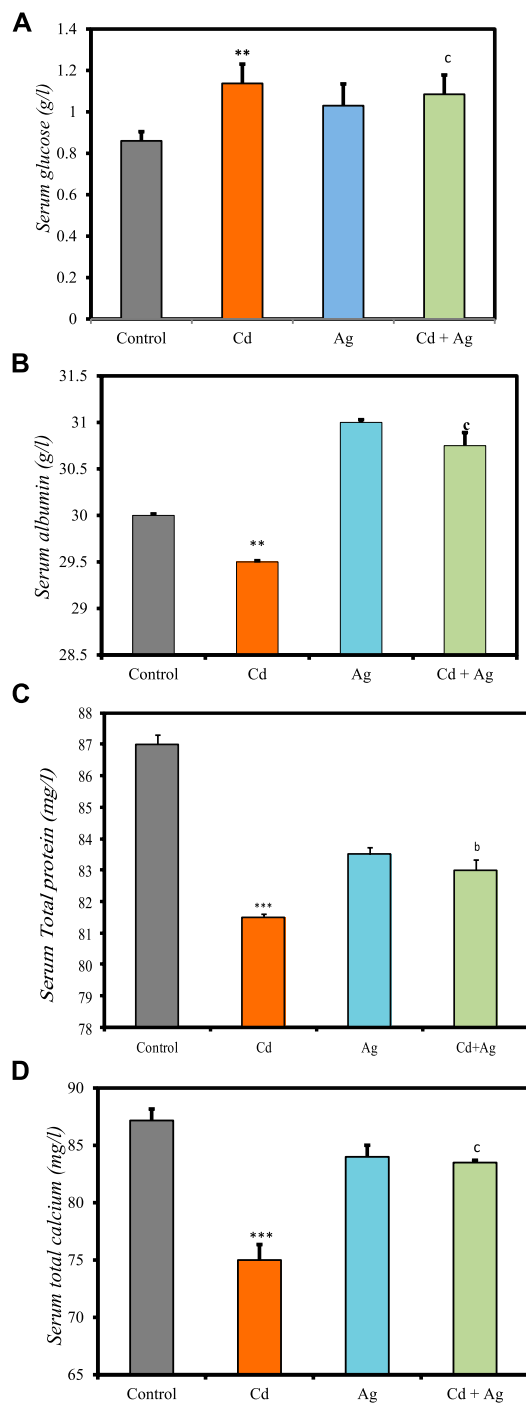 A
Serum glucose (g/l)
1.4
1.2
1
0.8
0.6
0.4
0.2
0
**
c
Control Cd Ag Cd + Ag
B
Serum albumin (g/l)
31.5
31
30.5
30
29.5
29
28.5
**
c
Control Cd Ag Cd + Ag
C
Serum Total protein (mg/l)
88
87
86
85
84
83
82
81
80
79
78
***
b
Control Cd Ag Cd+Ag
D
Serum total calcium (mg/l)
90
85
80
75
70
65
***
c
Control Cd Ag Cd + Ag